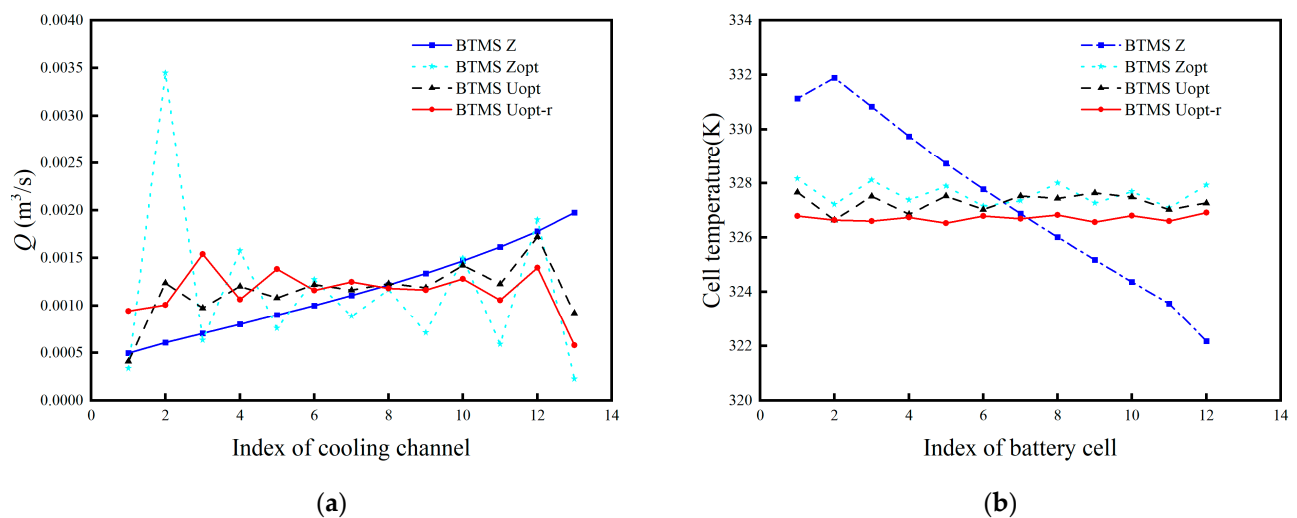 0.0040
0.0035
0.0030
0.0025
0.0020
0.0015
0.0010
0.0005
0.0000
Q (m³/s)
BTMS Z
BTMS Zopt
BTMS Uopt
BTMS Uopt-r
0 2 4 6 8 10 12 14
Index of cooling channel
(a)
334
332
330
328
326
324
322
320
Cell temperature(K)
BTMS Z
BTMS Zopt
BTMS Uopt
BTMS Uopt-r
0 2 4 6 8 10 12 14
Index of battery cell
(b)